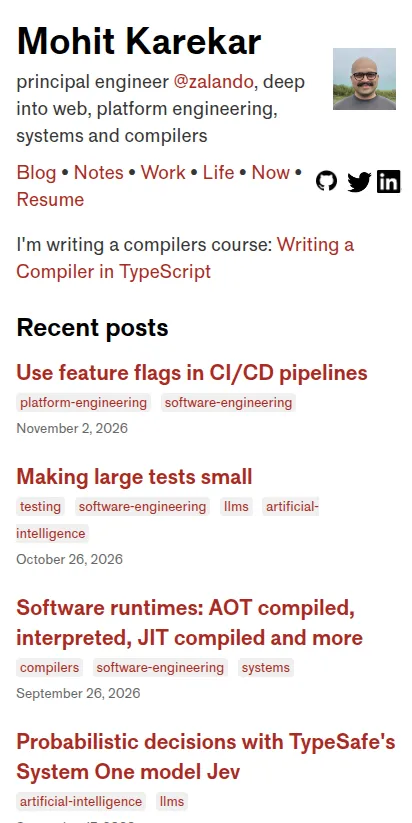 Mohit Karekar
principal engineer @zalando, deep
into web, platform engineering,
systems and compilers
Blog • Notes • Work • Life • Now •
Resume
I'm writing a compilers course: Writing a
Compiler in TypeScript
Recent posts
Use feature flags in CI/CD pipelines
platform-engineering software-engineering
November 2, 2026
Making large tests small
testing software-engineering llms artificial-
intelligence
October 26, 2026
Software runtimes: AOT compiled,
interpreted, JIT compiled and more
compilers software-engineering systems
September 26, 2026
Probabilistic decisions with TypeSafe's
System One model Jev
artificial-intelligence llms